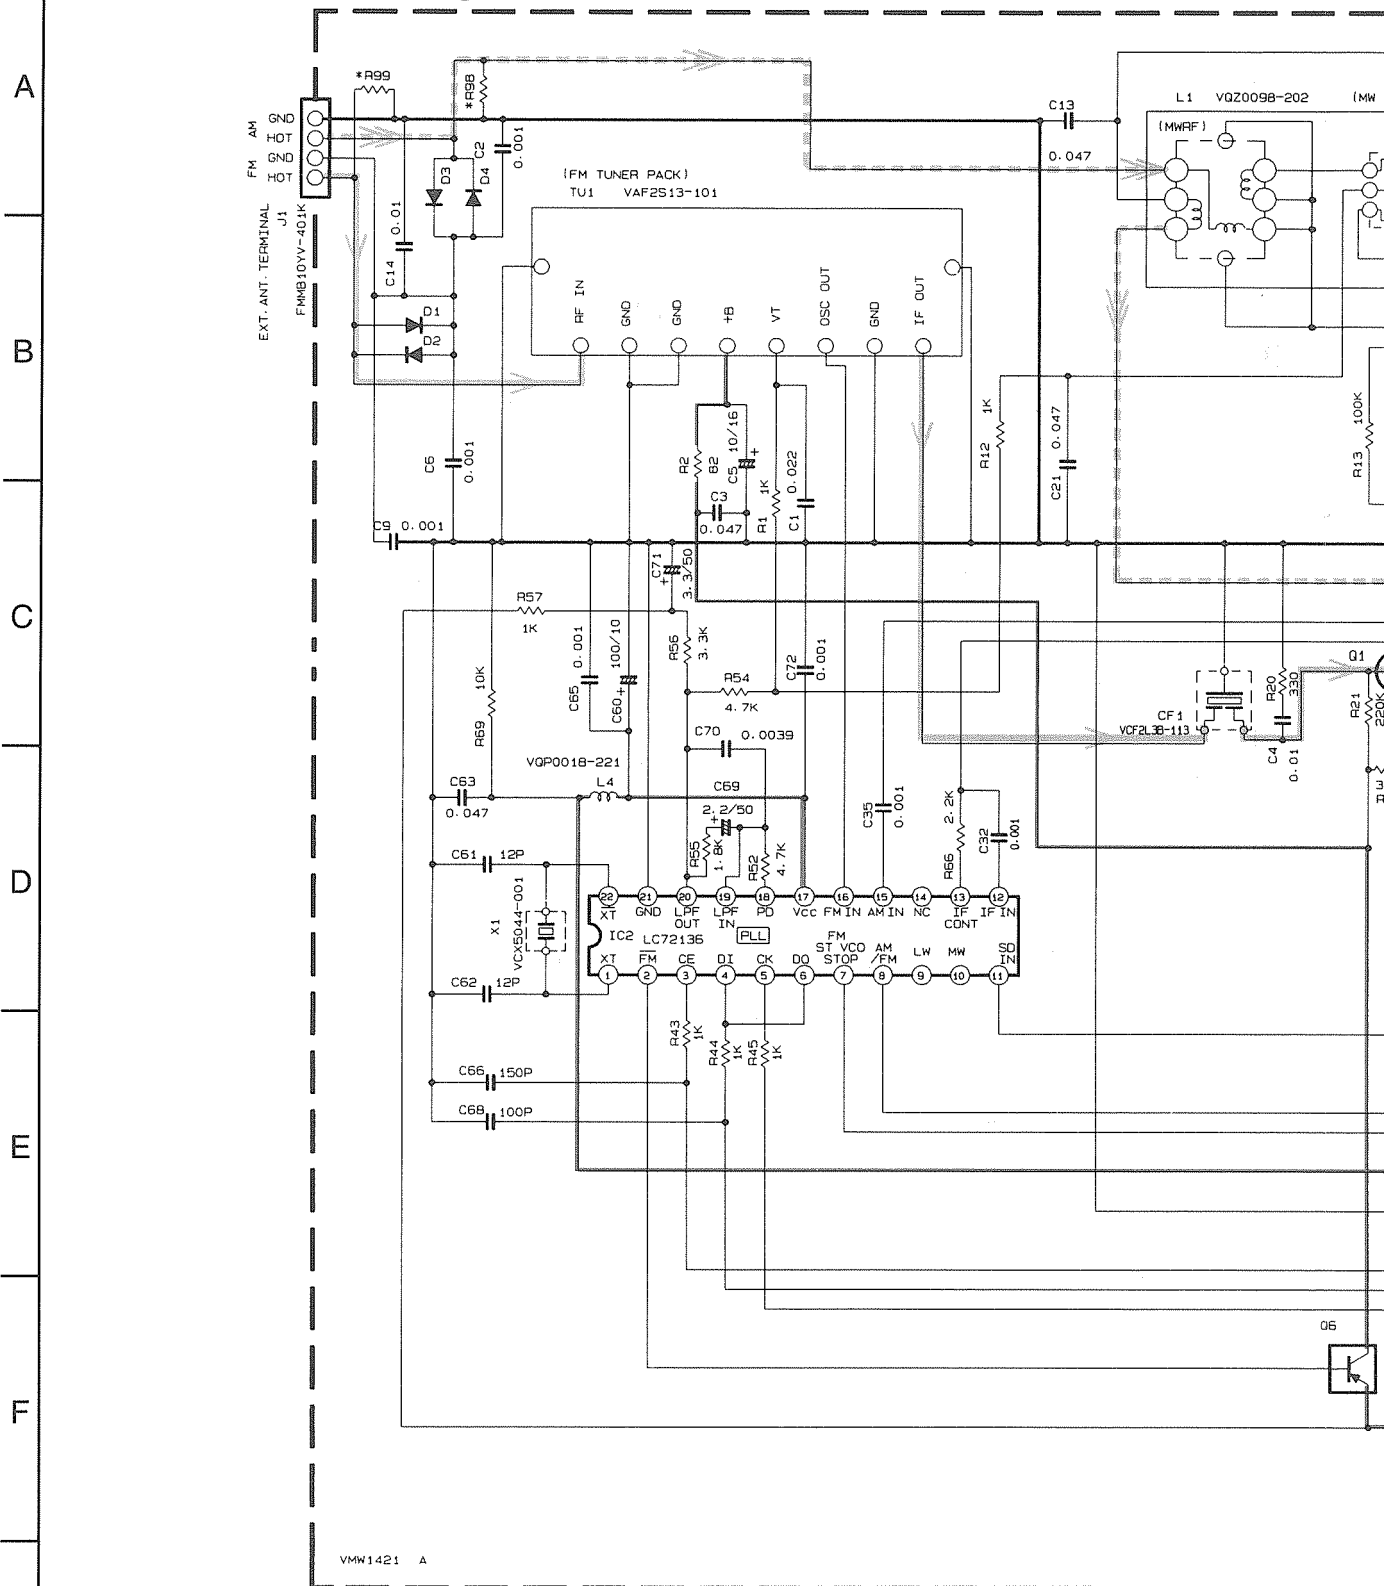 A
B
C
D
E
F
*R99
*R98
AM
FM
GND
HOT
GND
HOT
EXT. ANT. TERMINAL
J1
FMMB10YV-401K
C14 0.01
D3
D4
C2
0.001
D1
D2
C6
0.001
C9 0.001
(FM TUNER PACK)
TU1 VAF2S13-101
RF IN
GND
GND
+B
VT
OSC OUT
GND
IF OUT
C13
0.047
L1 VQZ0098-202 (MW
(MWRF)
R2
82
C5 10/16
+
C3
0.047
R1 1K
C1 0.022
R12 1K
C21 0.047
R13 100K
C71
+
3.3/50
R57
1K
R56
3.3K
C65 0.001
C60 100/10
+
C72
0.001
R54
4.7K
R69 10K
C70 0.0039
VQP0018-221
L4
C69
2.2/50
+
R55
1.8K
R52
4.7K
C63
0.047
C61 12P
X1
VCX5044-001
C62 12P
C35
0.001
R66 2.2K
C32
0.001
CF1
VCF2L3B-113
R20
330
C4
0.01
Q1
R21
220K
22 21 20 19 18 17 16 15 14 13 12
XT GND LPF OUT LPF IN PD Vcc FMIN AMIN NC IF CONT IF IN
IC2 LC72136 PLL
XT FM CE DI CK DO FM ST VCO STOP AM /FM LW MW SD IN
1 2 3 4 5 6 7 8 9 10 11
R43
1K
R44
1K
R45
1K
C66 150P
C68 100P
Q6
VMW1421 A